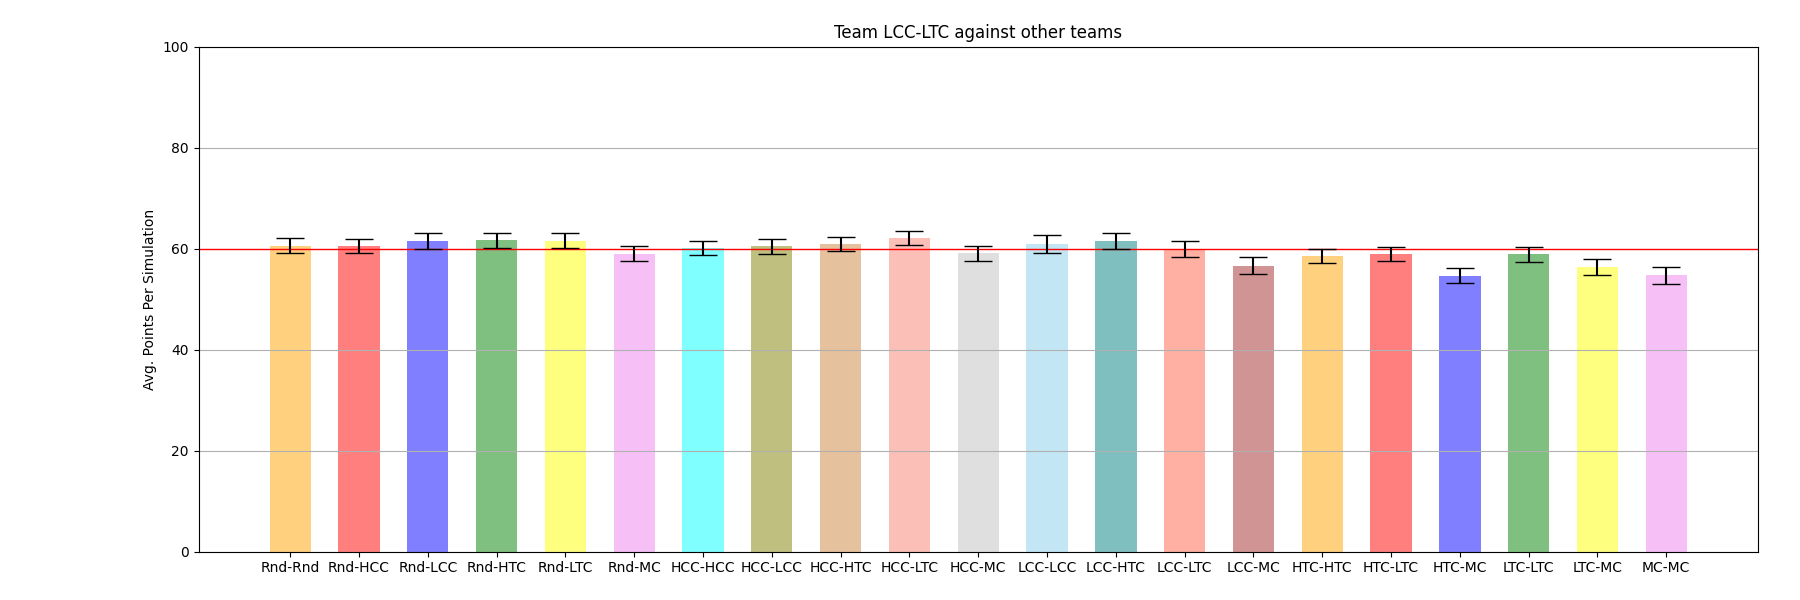 Team LCC-LTC against other teams
Avg. Points Per Simulation
100
80
60
40
20
0
Rnd-Rnd Rnd-HCC Rnd-LCC Rnd-HTC Rnd-LTC Rnd-MC HCC-HCC HCC-LCC HCC-HTC HCC-LTC HCC-MC LCC-LCC LCC-HTC LCC-LTC LCC-MC HTC-HTC HTC-LTC HTC-MC LTC-LTC LTC-MC MC-MC